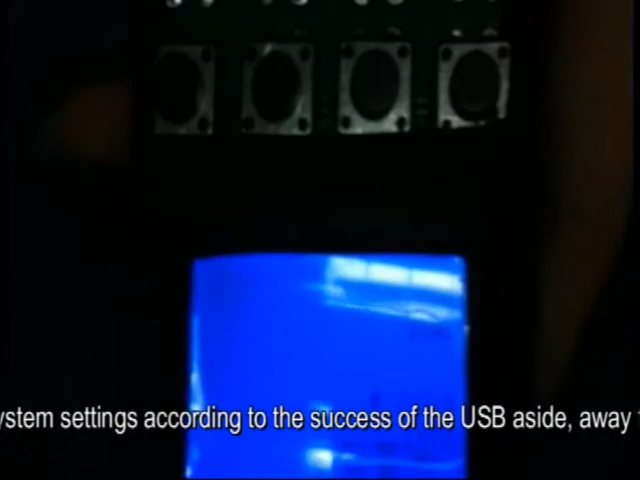 ystem settings according to the success of the USB aside, away